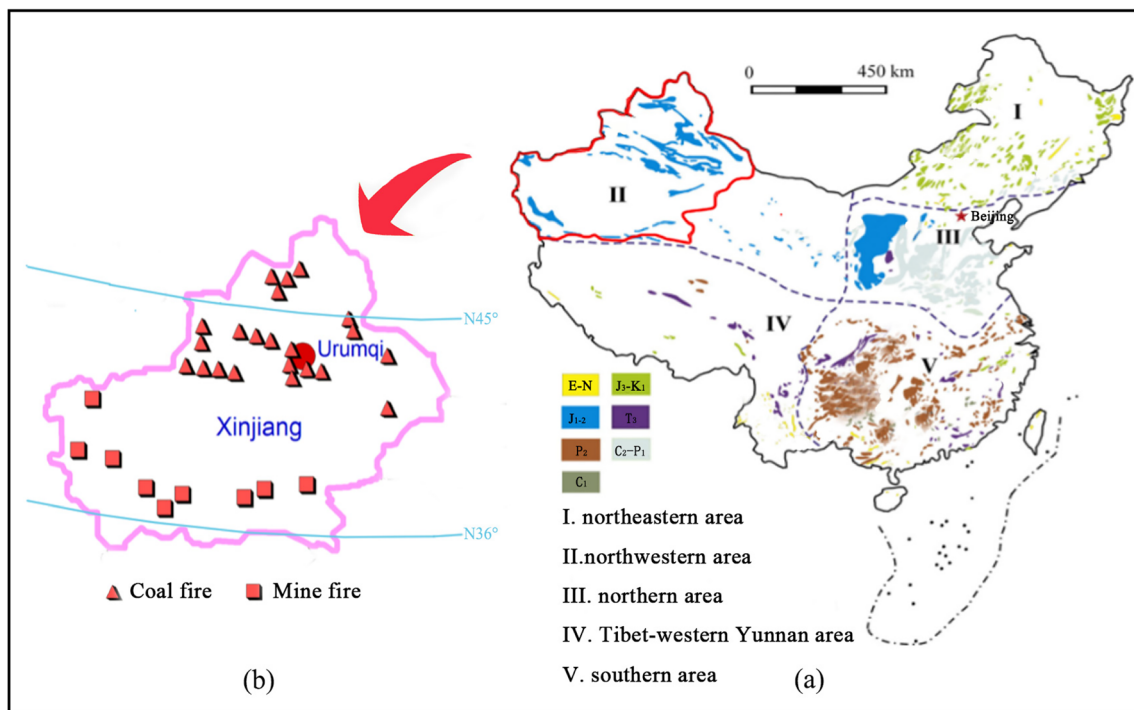 0 450 km
I
II
Beijing
III
IV
V
N45°
Urumqi
Xinjiang
N36°
Coal fire Mine fire
E-N J₃-K₁
J₁₋₂ T₃
P₂ C₂-P₁
C₁
I. northeastern area
II.northwestern area
III. northern area
IV. Tibet-western Yunnan area
V. southern area
(b) (a)